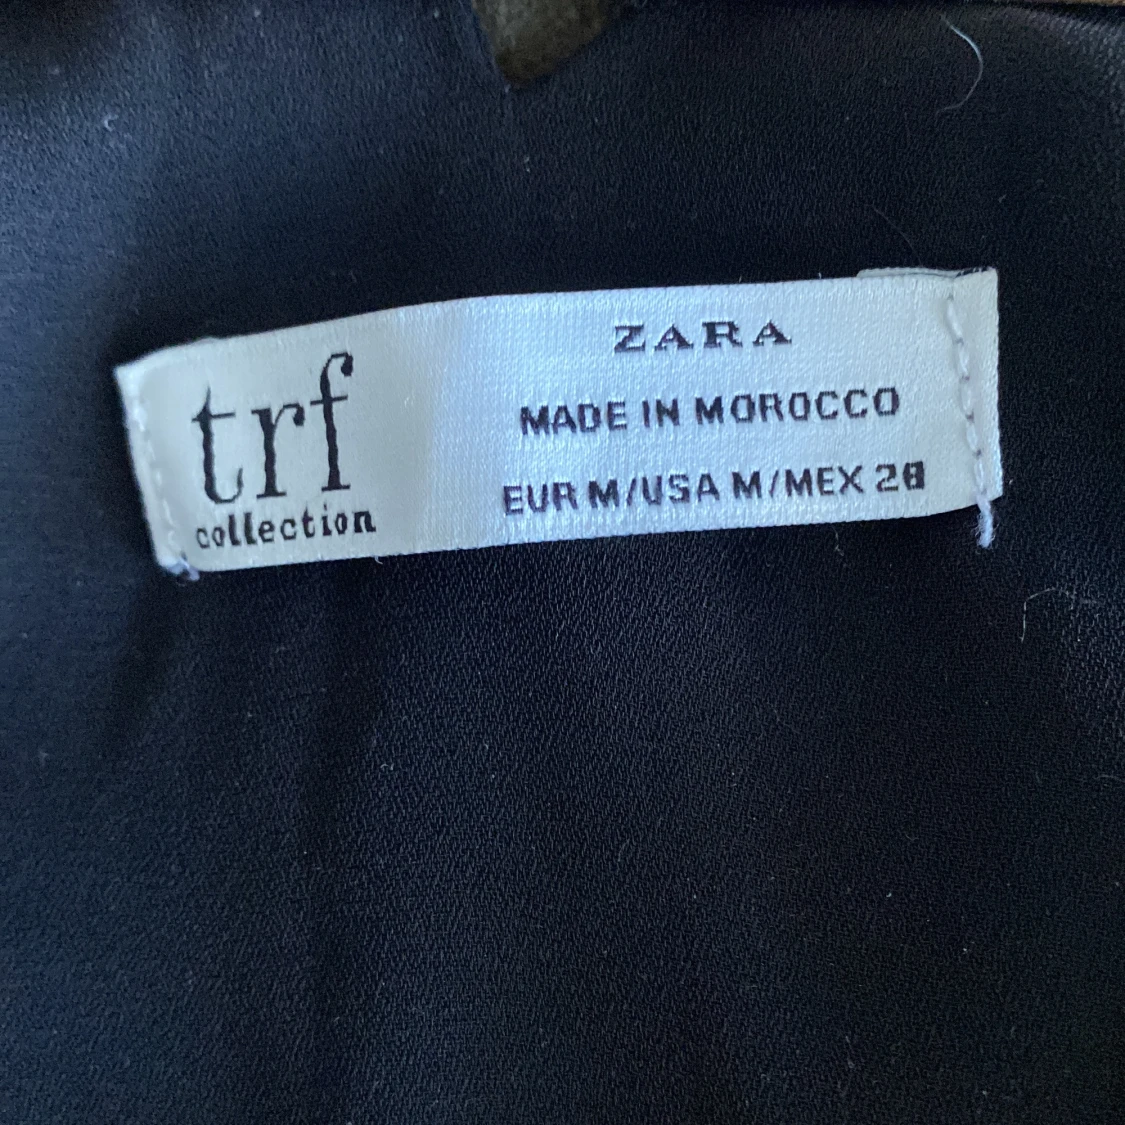 trf
collection
ZARA
MADE IN MOROCCO
EUR M/USA M/MEX 28